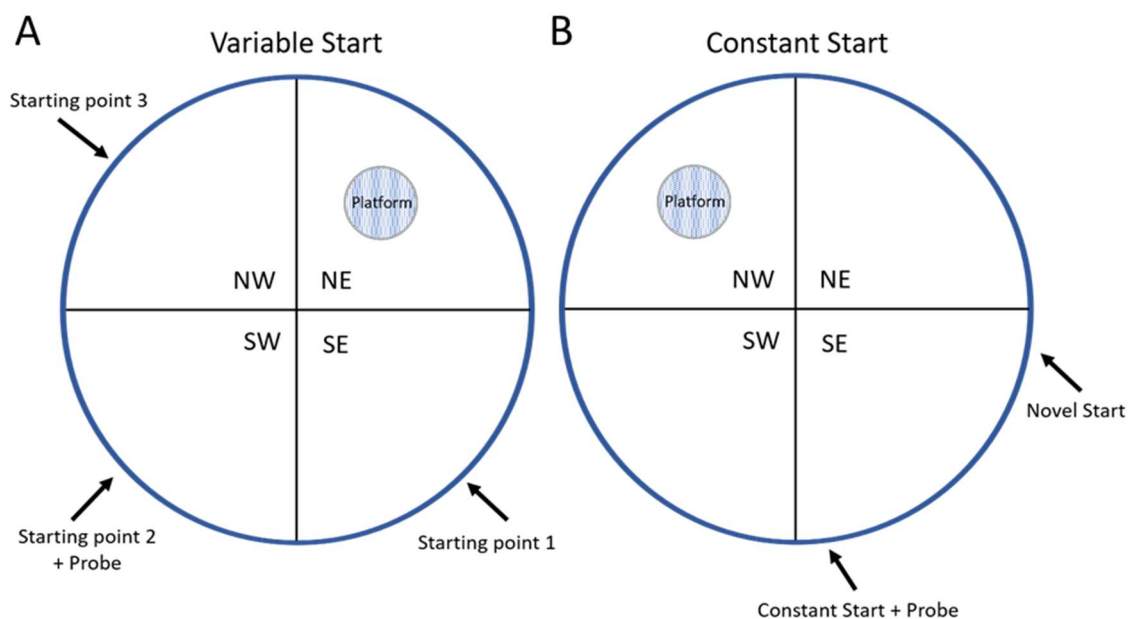 A
Variable Start
Starting point 3
Platform
NW
NE
SW
SE
Starting point 2
+ Probe
Starting point 1
B
Constant Start
Platform
NW
NE
SW
SE
Novel Start
Constant Start + Probe